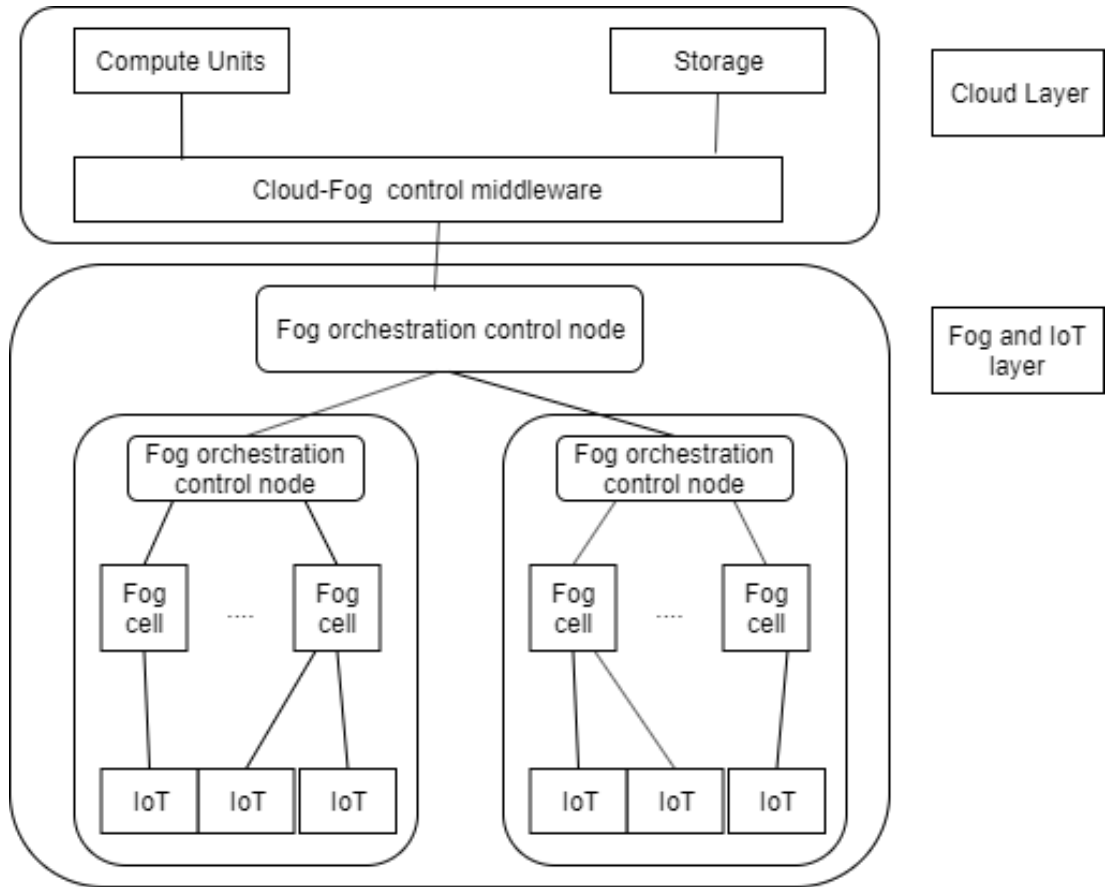 Compute Units
Storage
Cloud Layer
Cloud-Fog control middleware
Fog orchestration control node
Fog and IoT
layer
Fog orchestration
control node
Fog orchestration
control node
Fog
cell
....
Fog
cell
Fog
cell
....
Fog
cell
IoT
IoT
IoT
IoT
IoT
IoT